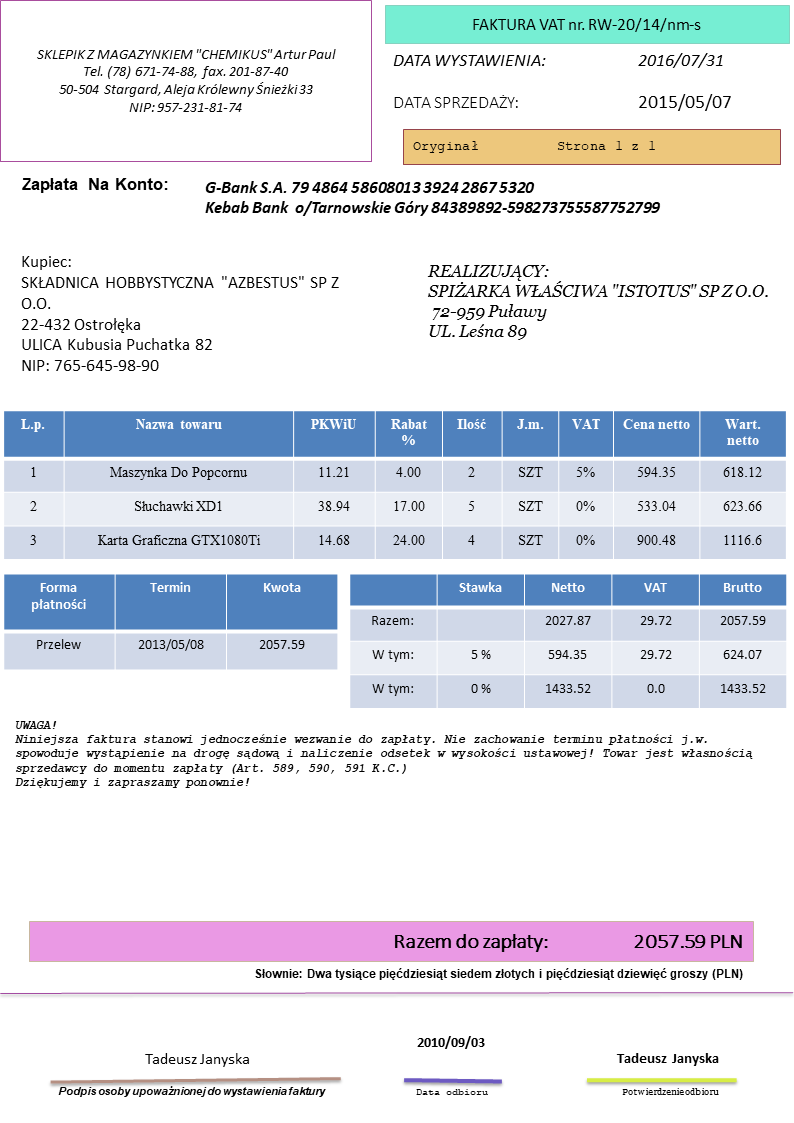 SKLEPIK Z MAGAZYNKIEM "CHEMIKUS" Artur Paul
Tel. (78) 671-74-88, fax. 201-87-40
50-504 Stargard, Aleja Królewny Śnieżki 33
NIP: 957-231-81-74
FAKTURA VAT nr. RW-20/14/nm-s
DATA WYSTAWIENIA: 2016/07/31
DATA SPRZEDAŻY: 2015/05/07
Oryginał Strona 1 z 1
Zapłata Na Konto:
G-Bank S.A. 79 4864 58608013 3924 2867 5320
Kebab Bank o/Tarnowskie Góry 84389892-598273755587752799
Kupiec:
SKŁADNICA HOBBYSTYCZNA "AZBESTUS" SP Z
O.O.
22-432 Ostrołęka
ULICA Kubusia Puchatka 82
NIP: 765-645-98-90
REALIZUJĄCY:
SPIŻARKA WŁAŚCIWA "ISTOTUS" SP Z O.O.
72-959 Puławy
UL. Leśna 89
L.p. Nazwa towaru PKWiU Rabat % Ilość J.m. VAT Cena netto Wart. netto
1 Maszynka Do Popcornu 11.21 4.00 2 SZT 5% 594.35 618.12
2 Słuchawki XD1 38.94 17.00 5 SZT 0% 533.04 623.66
3 Karta Graficzna GTX1080Ti 14.68 24.00 4 SZT 0% 900.48 1116.6
Forma płatności Termin Kwota
Przelew 2013/05/08 2057.59
Stawka Netto VAT Brutto
Razem: 2027.87 29.72 2057.59
W tym: 5 % 594.35 29.72 624.07
W tym: 0 % 1433.52 0.0 1433.52
UWAGA!
Niniejsza faktura stanowi jednocześnie wezwanie do zapłaty. Nie zachowanie terminu płatności j.w.
spowoduje wystąpienie na drogę sądową i naliczenie odsetek w wysokości ustawowej! Towar jest własnością
sprzedawcy do momentu zapłaty (Art. 589, 590, 591 K.C.)
Dziękujemy i zapraszamy ponownie!
Razem do zapłaty: 2057.59 PLN
Słownie: Dwa tysiące pięćdziesiąt siedem złotych i pięćdziesiąt dziewięć groszy (PLN)
2010/09/03
Tadeusz Janyska
Tadeusz Janyska
Podpis osoby upoważnionej do wystawienia faktury
Data odbioru
Potwierdzenie odbioru